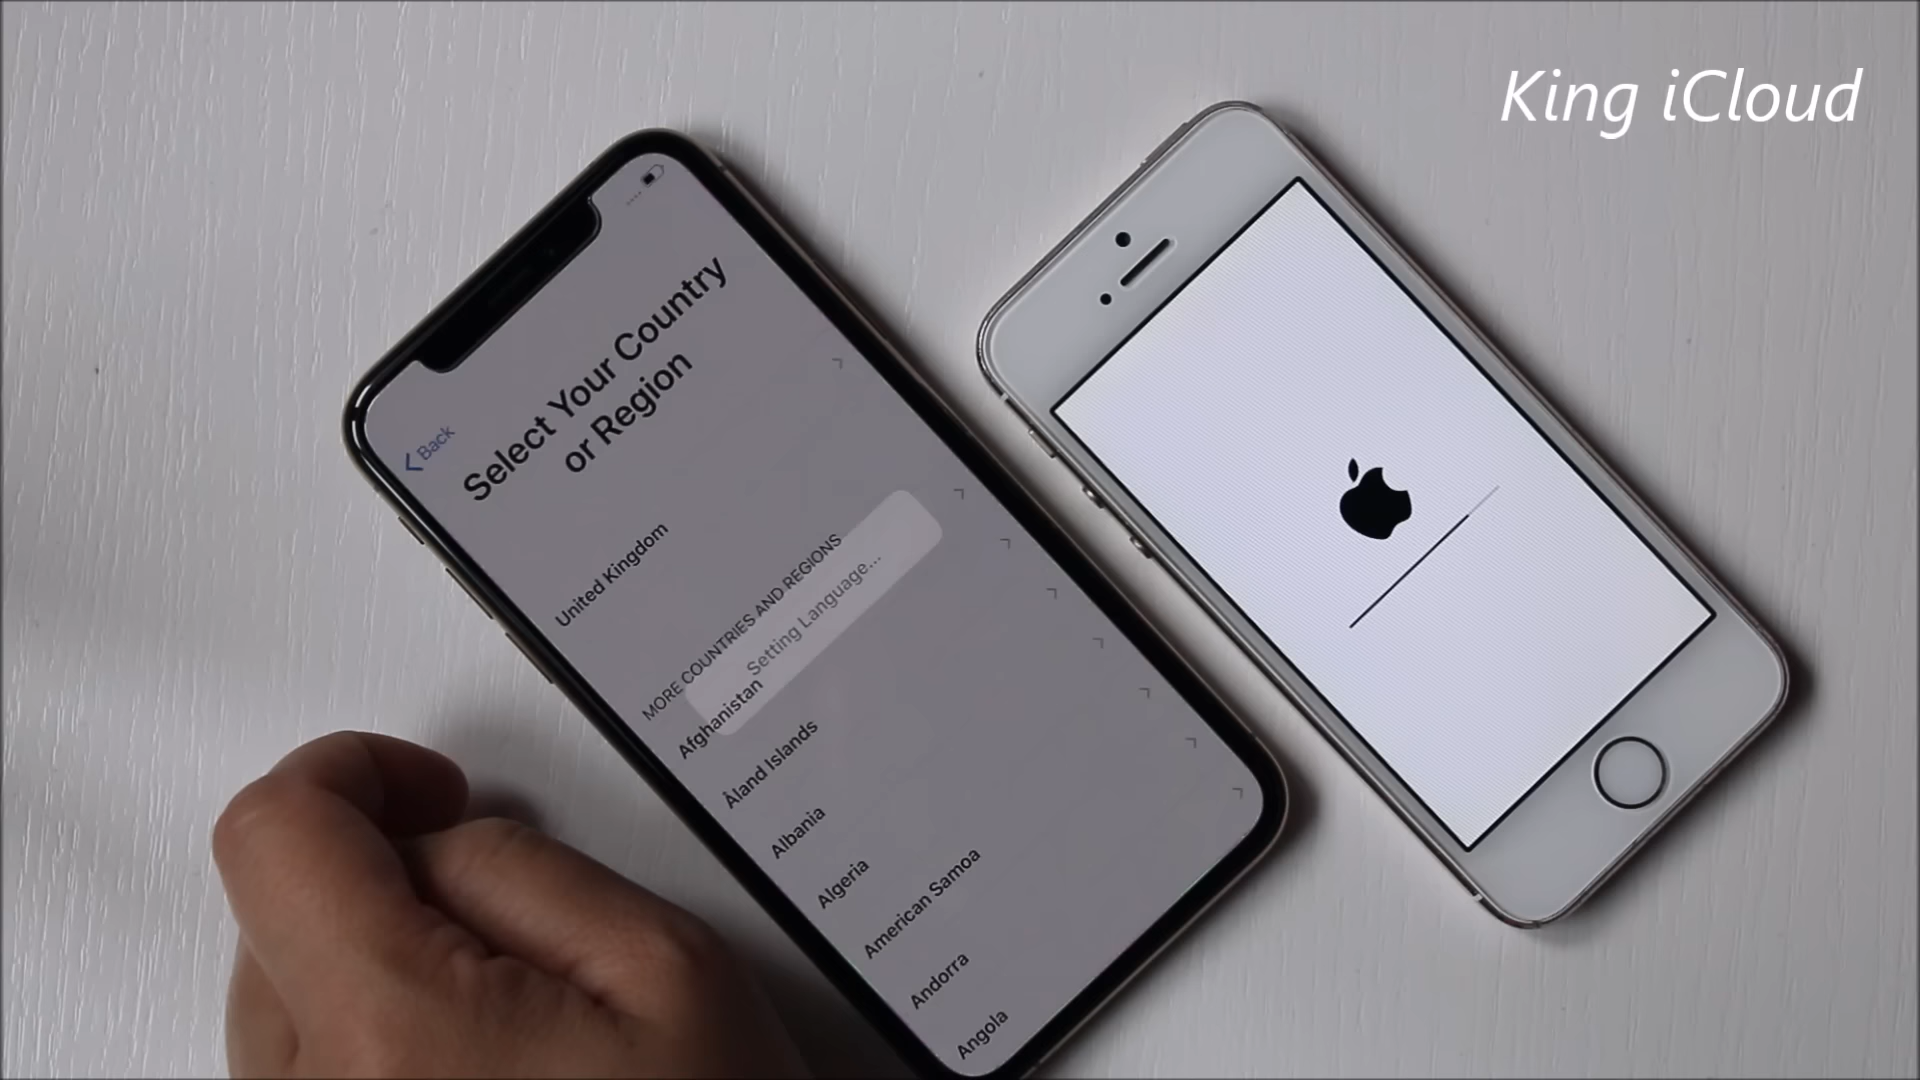 King iCloud
Back
Select Your Country
or Region
United Kingdom
MORE COUNTRIES AND REGIONS
Setting Language...
Afghanistan
Åland Islands
Albania
Algeria
American Samoa
Andorra
Angola